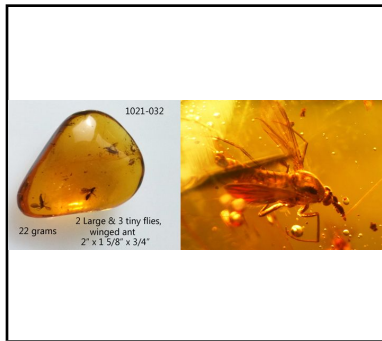 1021-032
2 Large & 3 tiny flies,
winged ant
22 grams
2" x 1 5/8" x 3/4"